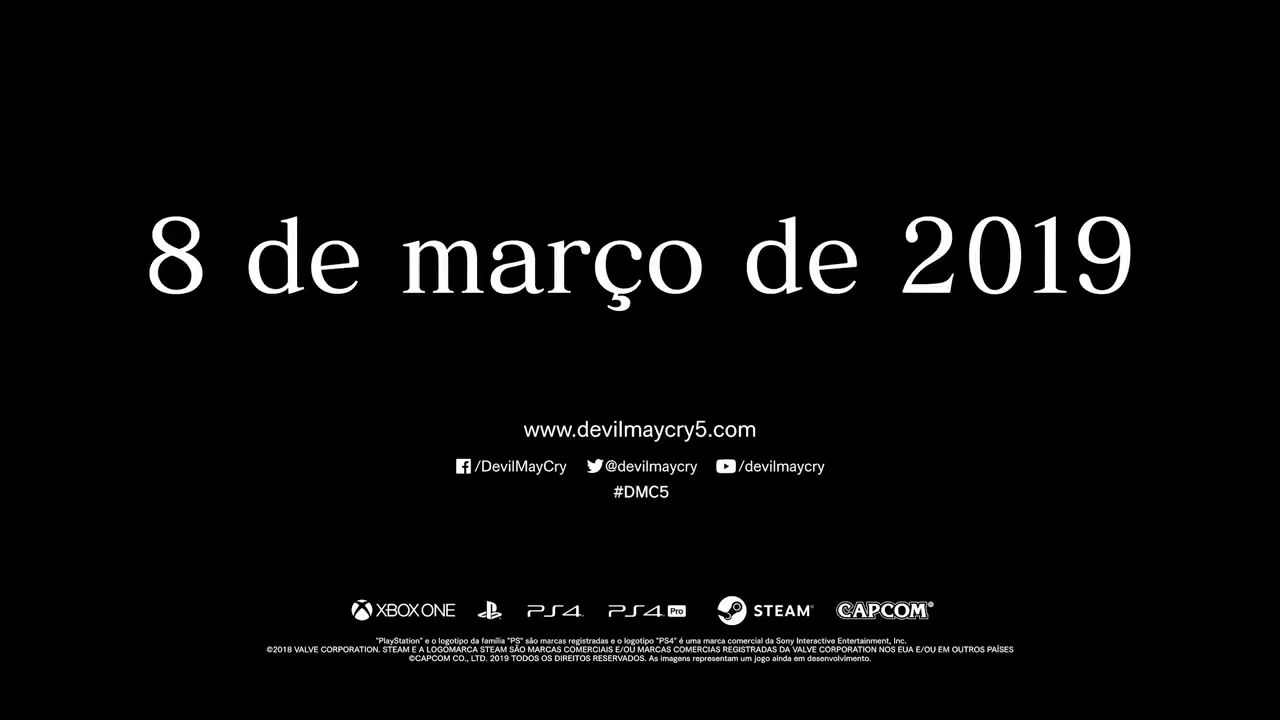 8 de março de 2019
www.devilmaycry5.com
/DevilMayCry @devilmaycry /devilmaycry
#DMC5
XBOX ONE PS4 PS4 Pro STEAM® CAPCOM®
"PlayStation" e o logotipo da família "PS" são marcas registradas e o logotipo "PS4" é uma marca comercial da Sony Interactive Entertainment, Inc.
©2018 VALVE CORPORATION. STEAM E A LOGOMARCA STEAM SÃO MARCAS COMERCIAIS E/OU MARCAS COMERCIAS REGISTRADAS DA VALVE CORPORATION NOS EUA E/OU EM OUTROS PAÍSES
©CAPCOM CO., LTD. 2019 TODOS OS DIREITOS RESERVADOS. As imagens representam um jogo ainda em desenvolvimento.